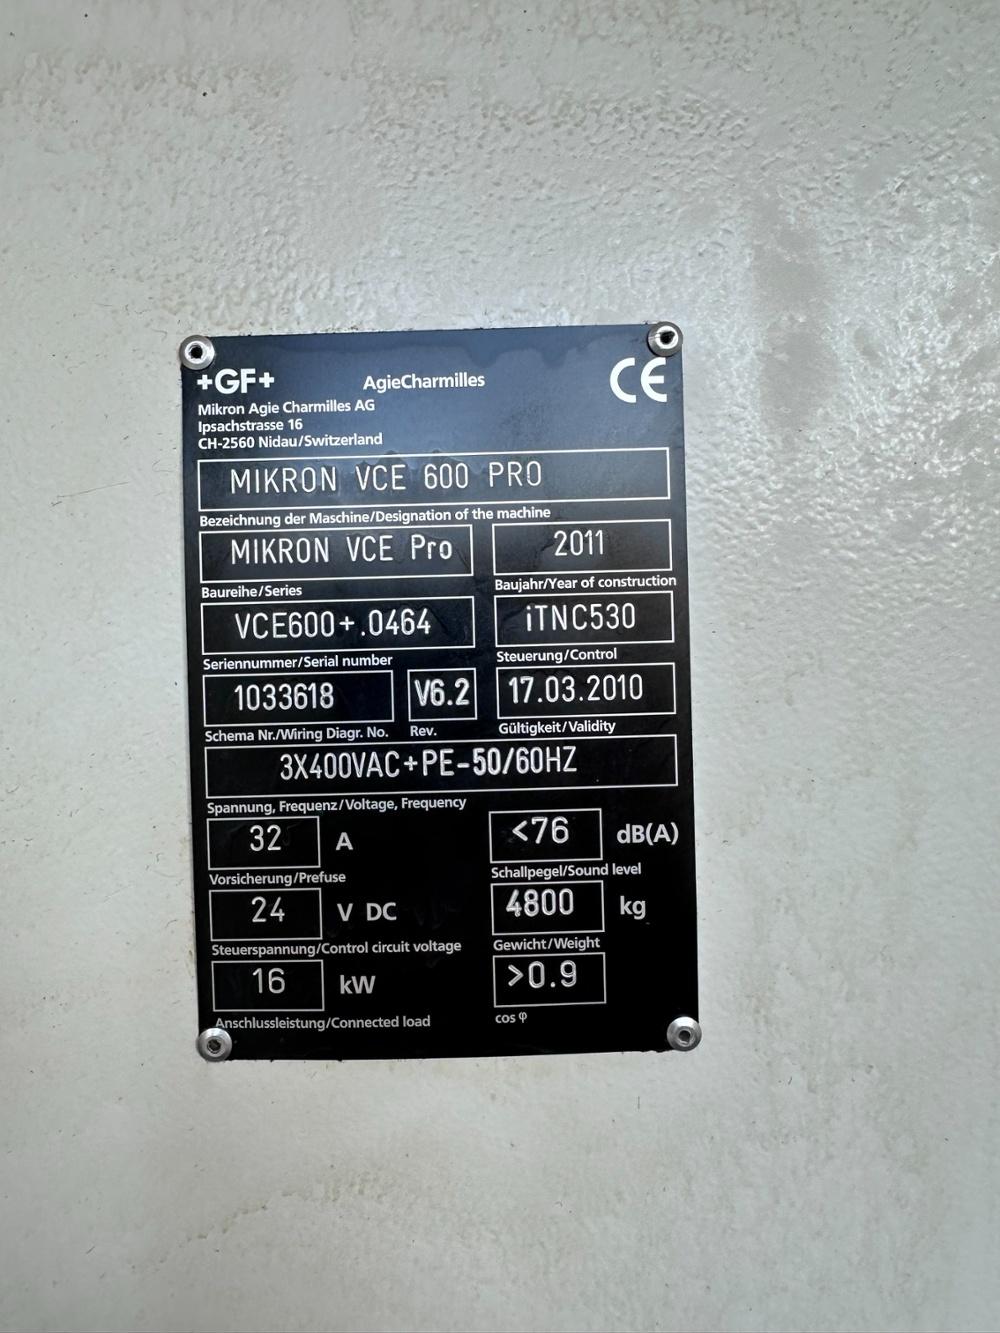 +GF+ AgieCharmilles CE
Mikron Agie Charmilles AG
Ipsachstrasse 16
CH-2560 Nidau/Switzerland
MIKRON VCE 600 PRO
Bezeichnung der Maschine/Designation of the machine
MIKRON VCE Pro 2011
Baureihe/Series Baujahr/Year of construction
VCE600+.0464 iTNC530
Seriennummer/Serial number Steuerung/Control
1033618 V6.2 17.03.2010
Schema Nr./Wiring Diagr. No. Rev. Gültigkeit/Validity
3X400VAC+PE-50/60HZ
Spannung, Frequenz/Voltage, Frequency
32 A <76 dB(A)
Vorsicherung/Prefuse Schallpegel/Sound level
24 V DC 4800 kg
Steuerspannung/Control circuit voltage Gewicht/Weight
16 kW >0.9
Anschlussleistung/Connected load cos φ